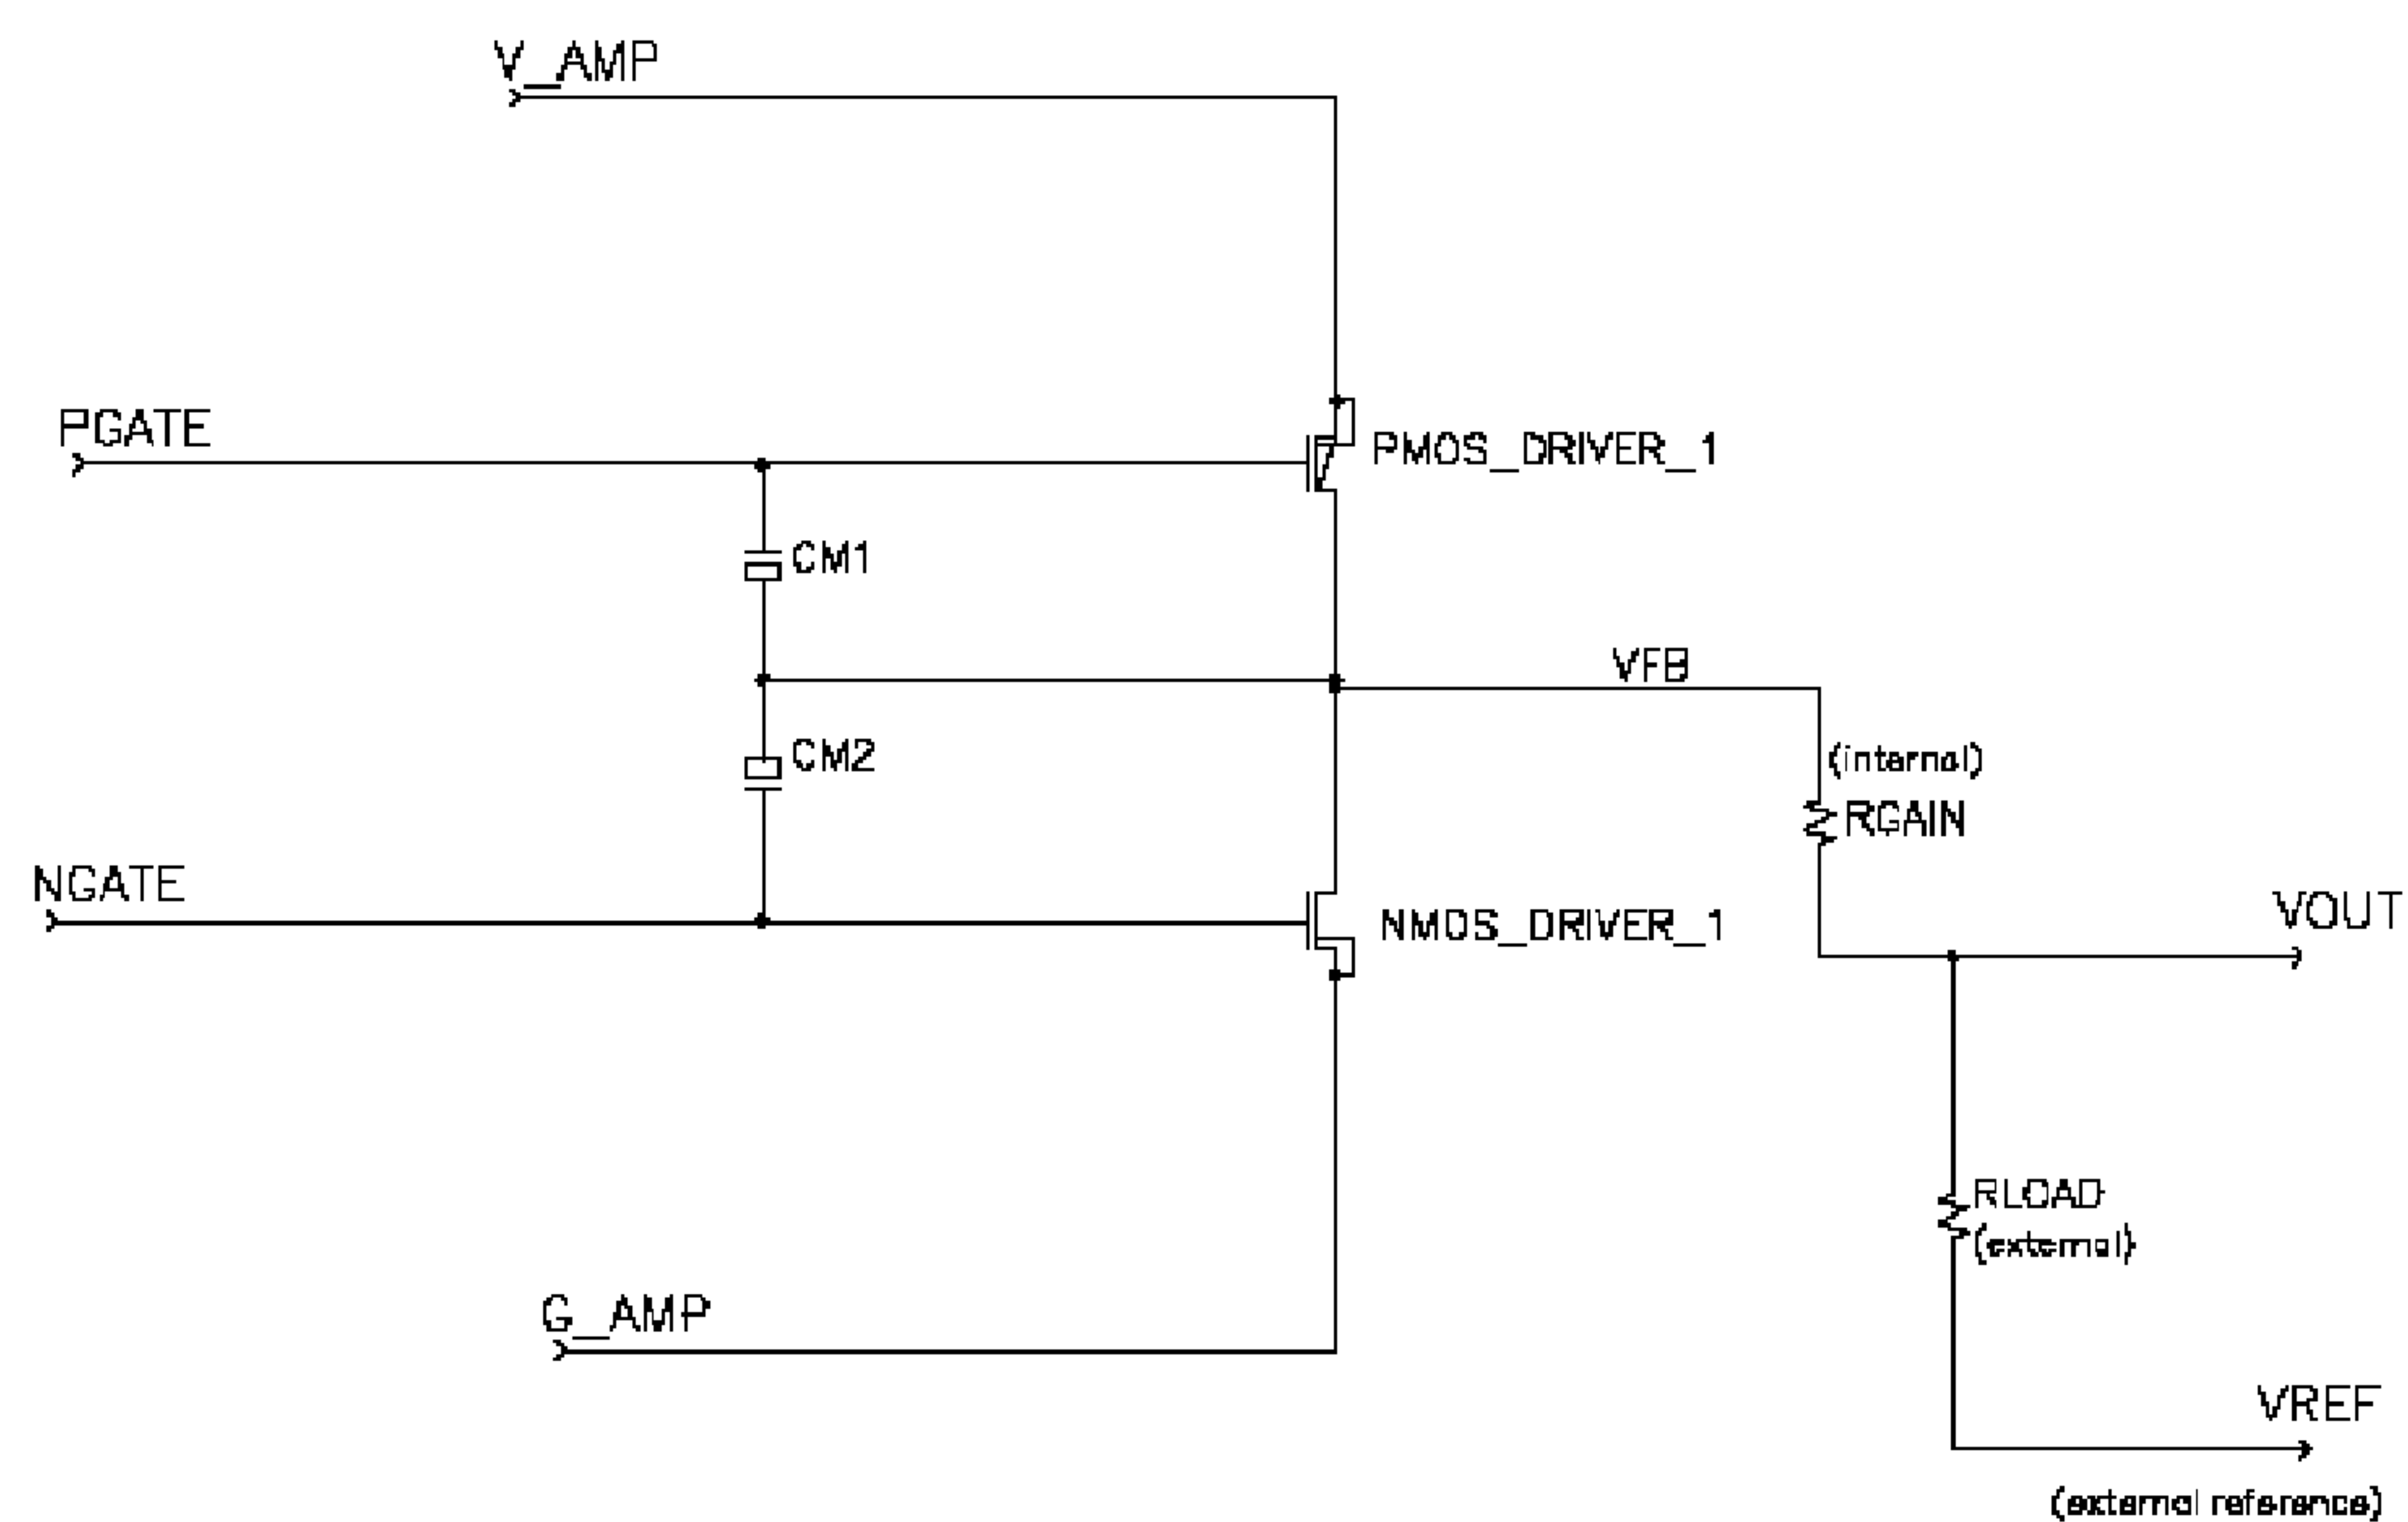 V_AMP
PGATE
PMOS_DRIVER_1
CM1
VFB
CM2
(internal)
RGAIN
NGATE
NMOS_DRIVER_1
VOUT
RLOAD
(external)
G_AMP
VREF
(external reference)